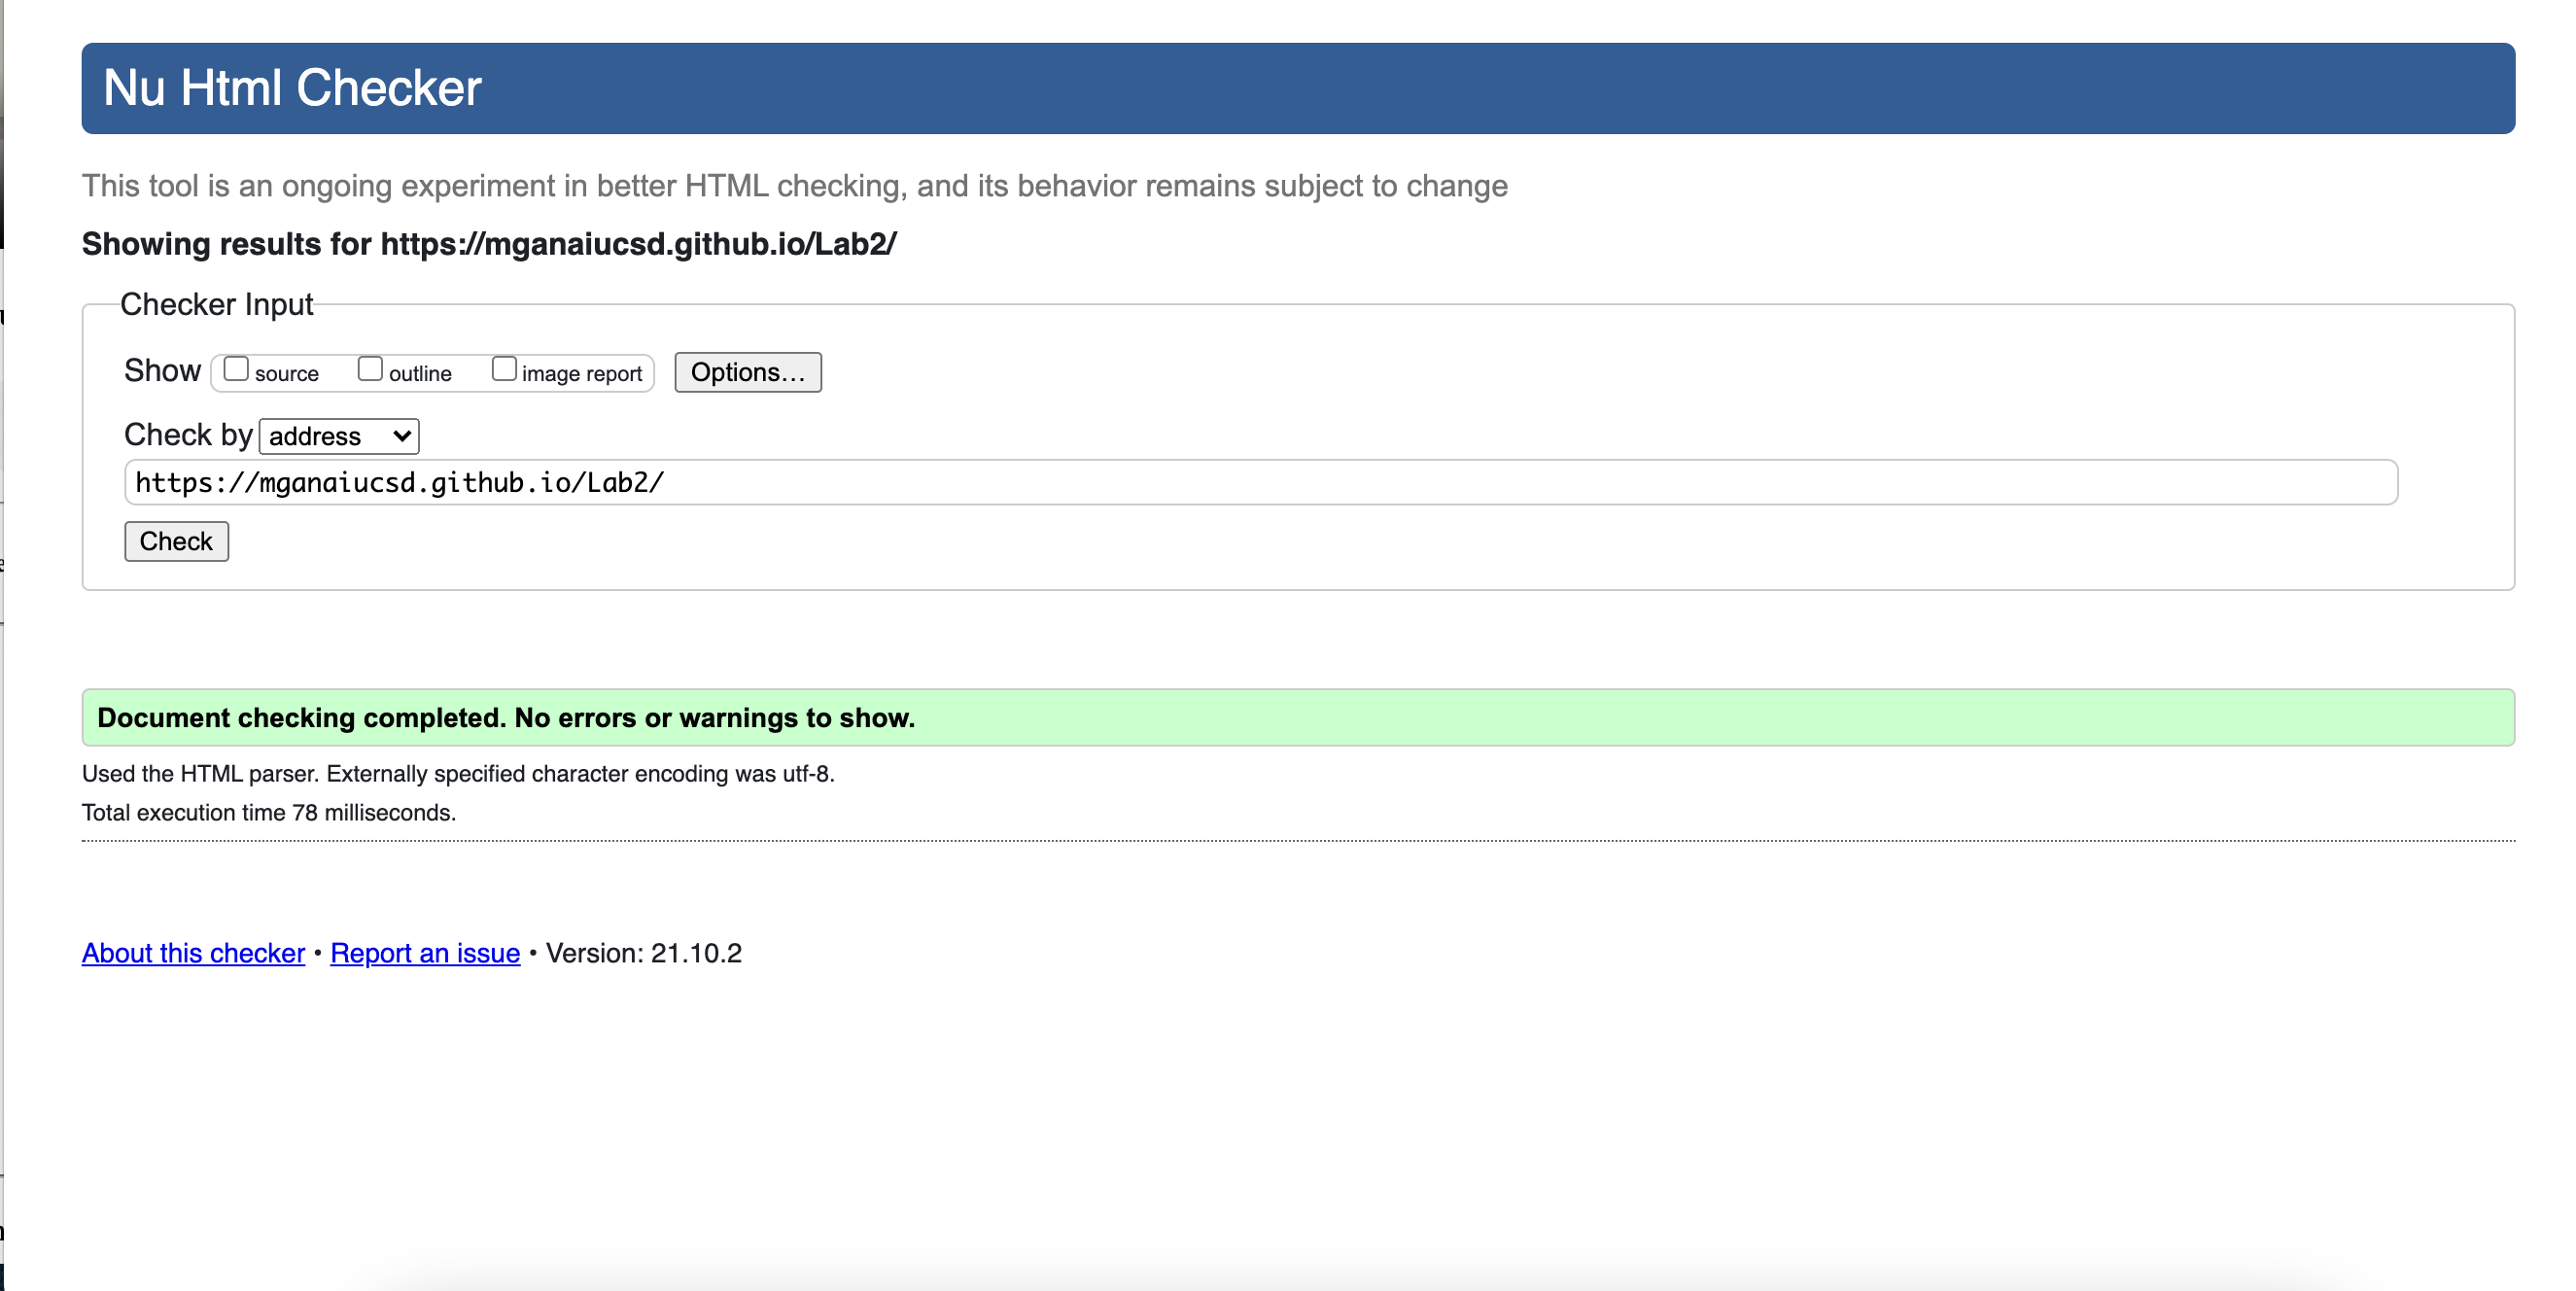 Nu Html Checker
This tool is an ongoing experiment in better HTML checking, and its behavior remains subject to change
Showing results for https://mganaiucsd.github.io/Lab2/
Checker Input
Show source outline image report Options...
Check by address
https://mganaiucsd.github.io/Lab2/
Check
Document checking completed. No errors or warnings to show.
Used the HTML parser. Externally specified character encoding was utf-8.
Total execution time 78 milliseconds.
About this checker • Report an issue • Version: 21.10.2